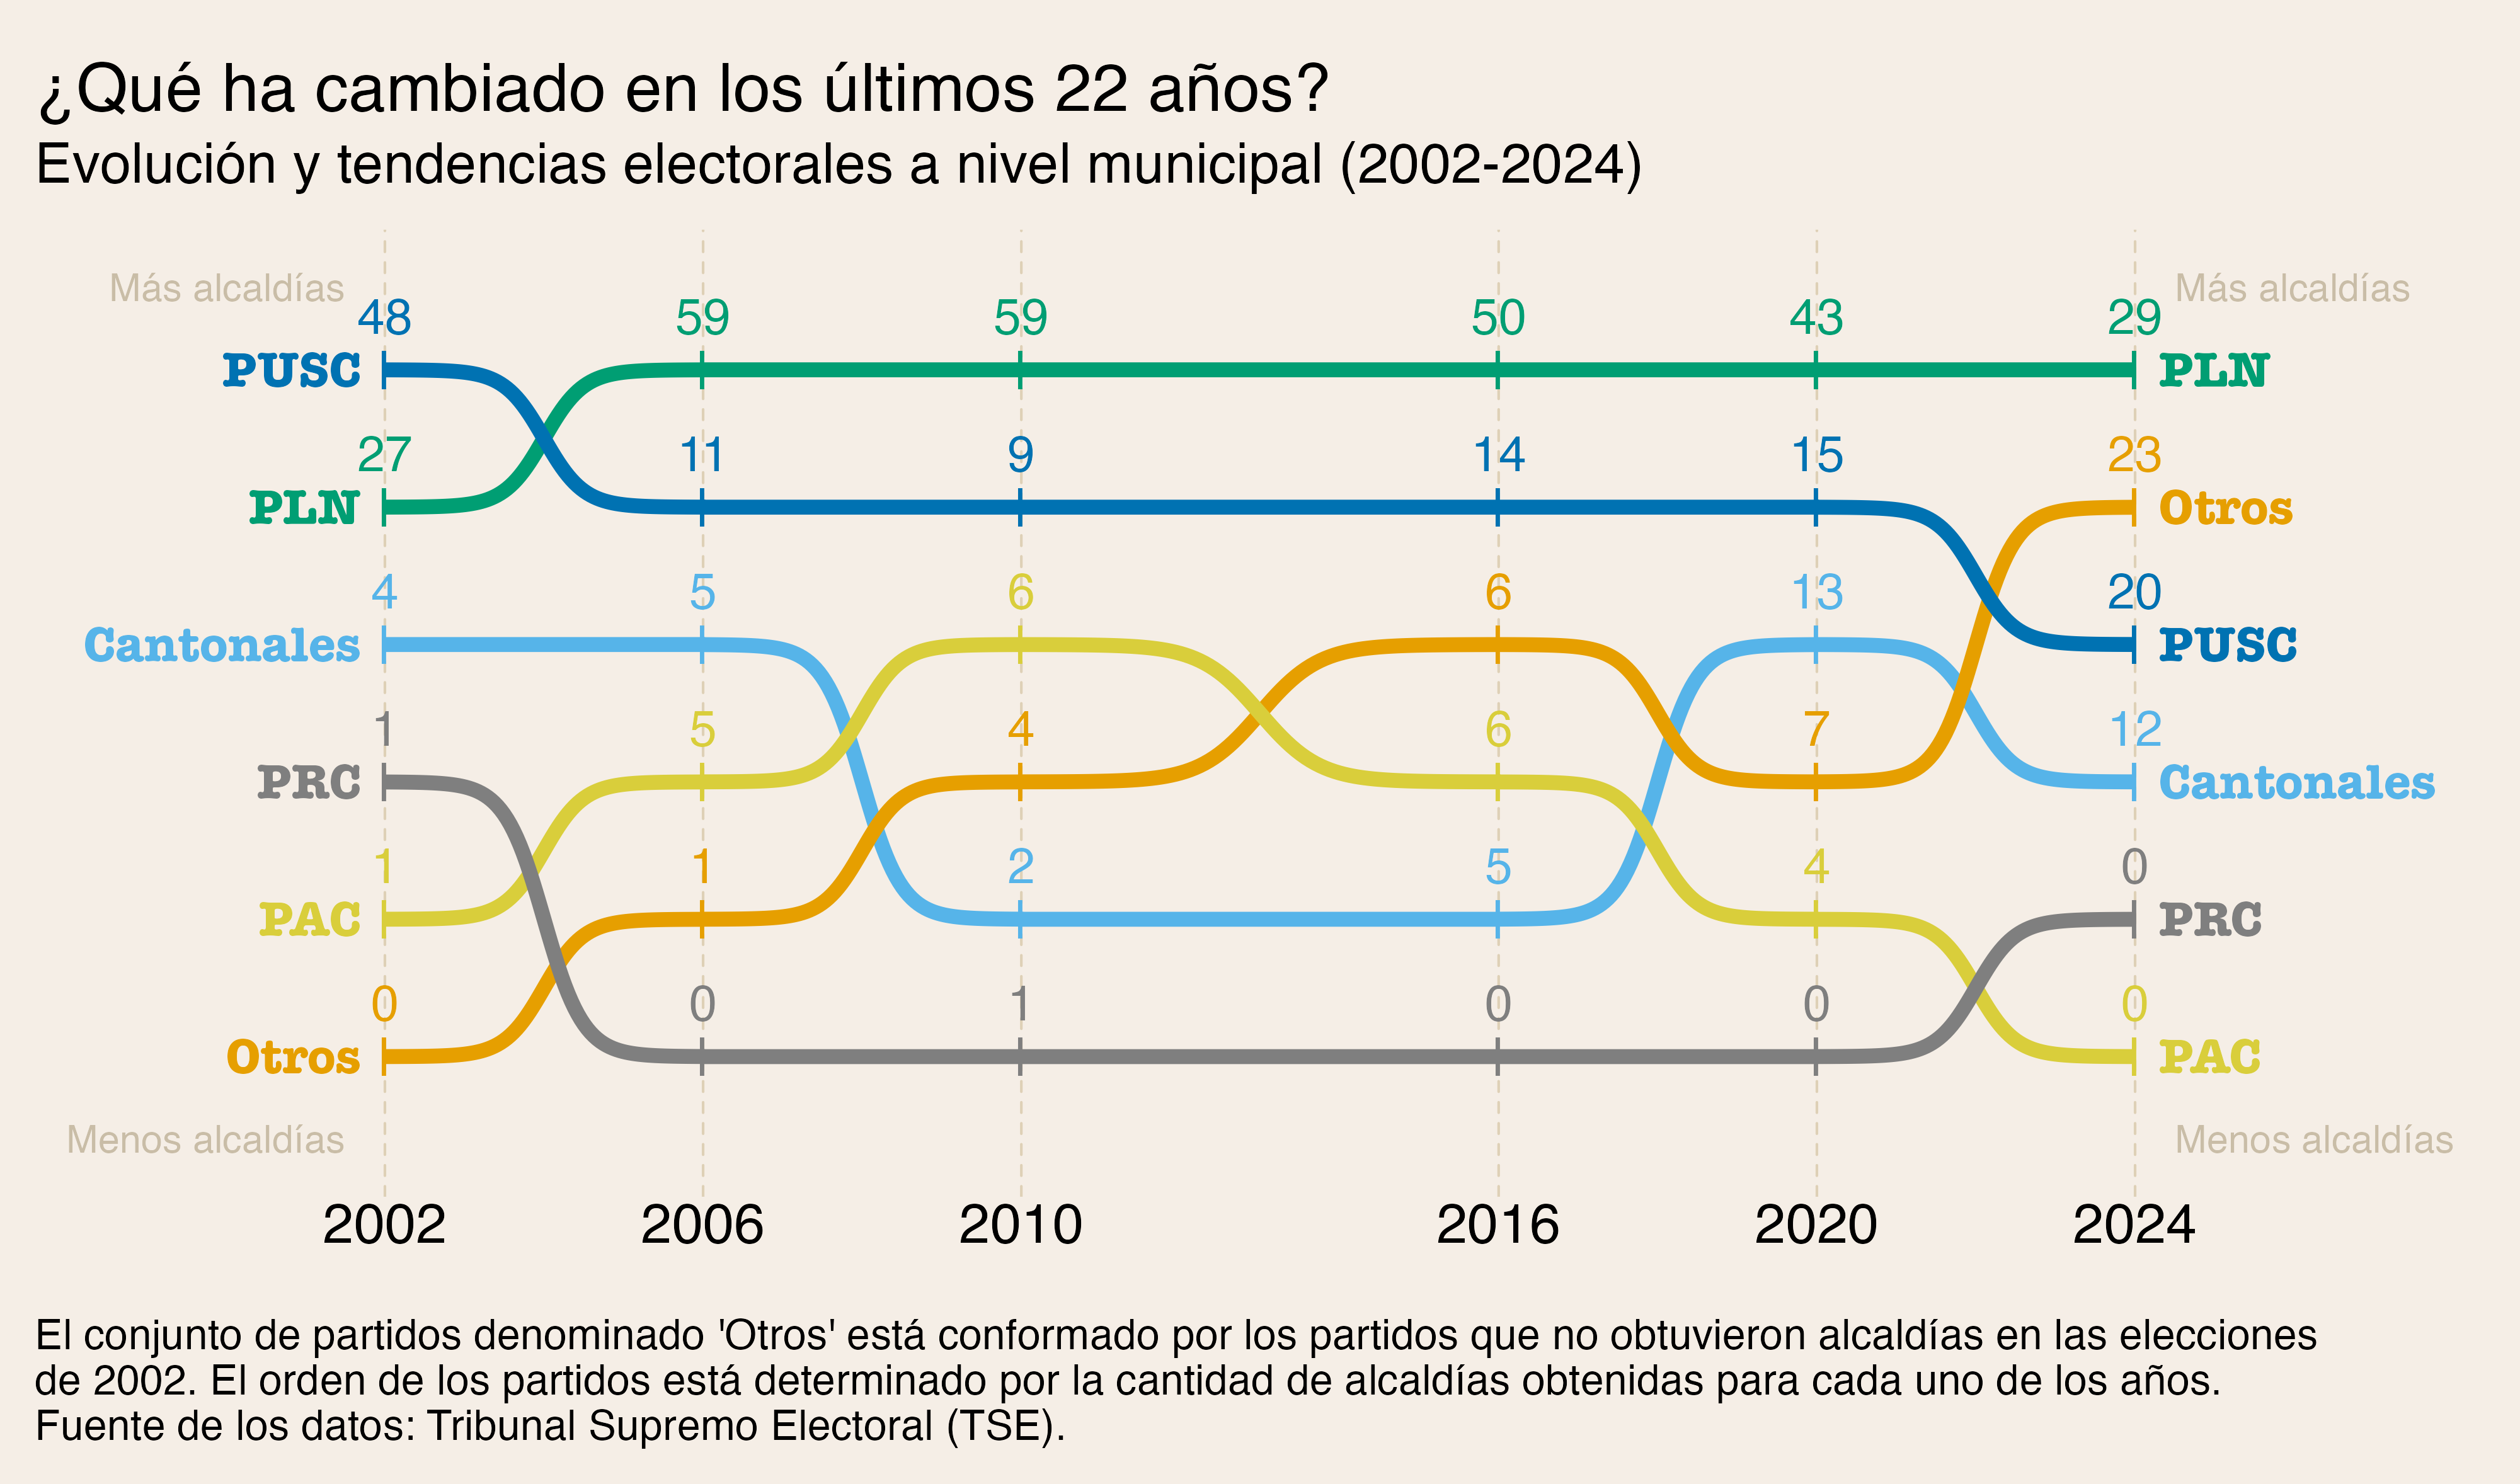 ¿Qué ha cambiado en los últimos 22 años?
Evolución y tendencias electorales a nivel municipal (2002-2024)
Más alcaldías Más alcaldías
48 59 59 50 43 29
PUSC PLN
27 11 9 14 15 23
PLN Otros
4 5 6 6 13 20
Cantonales PUSC
1 5 4 6 7 12
PRC Cantonales
1 1 2 5 4 0
PAC PRC
0 0 1 0 0 0
Otros PAC
Menos alcaldías Menos alcaldías
2002 2006 2010 2016 2020 2024
El conjunto de partidos denominado 'Otros' está conformado por los partidos que no obtuvieron alcaldías en las elecciones
de 2002. El orden de los partidos está determinado por la cantidad de alcaldías obtenidas para cada uno de los años.
Fuente de los datos: Tribunal Supremo Electoral (TSE).